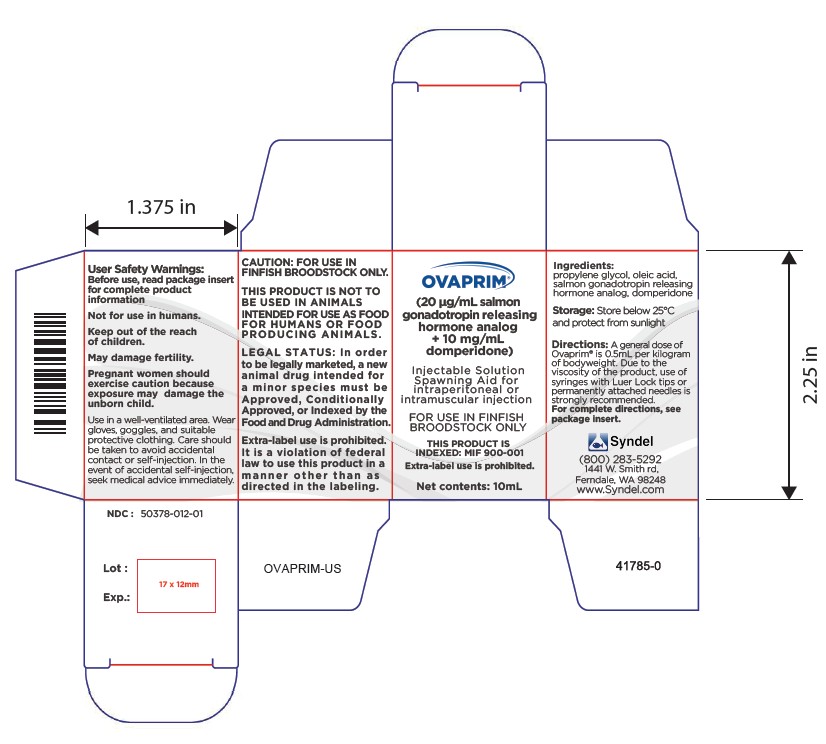 1.375 in
User Safety Warnings:
Before use, read package insert
for complete product
information
Not for use in humans.
Keep out of the reach
of children.
May damage fertility.
Pregnant women should
exercise caution because
exposure may damage the
unborn child.
Use in a well-ventilated area. Wear
gloves, goggles, and suitable
protective clothing. Care should
be taken to avoid accidental
contact or self-injection. In the
event of accidental self-injection,
seek medical advice immediately.
CAUTION: FOR USE IN
FINFISH BROODSTOCK ONLY.
THIS PRODUCT IS NOT TO
BE USED IN ANIMALS
INTENDED FOR USE AS FOOD
FOR HUMANS OR FOOD
PRODUCING ANIMALS.
LEGAL STATUS: In order
to be legally marketed, a new
animal drug intended for
a minor species must be
Approved, Conditionally
Approved, or Indexed by the
Food and Drug Administration.
Extra-label use is prohibited.
It is a violation of federal
law to use this product in a
manner other than as
directed in the labeling.
OVAPRIM®
(20 µg/mL salmon
gonadotropin releasing
hormone analog
+ 10 mg/mL
domperidone)
Injectable Solution
Spawning Aid for
intraperitoneal or
intramuscular injection
FOR USE IN FINFISH
BROODSTOCK ONLY
THIS PRODUCT IS
INDEXED: MIF 900-001
Extra-label use is prohibited.
Net contents: 10mL
Ingredients:
propylene glycol, oleic acid,
salmon gonadotropin releasing
hormone analog, domperidone
Storage: Store below 25°C
and protect from sunlight
Directions: A general dose of
Ovaprim® is 0.5mL per kilogram
of bodyweight. Due to the
viscosity of the product, use of
syringes with Luer Lock tips or
permanently attached needles is
strongly recommended.
For complete directions, see
package insert.
Syndel
(800) 283-5292
1441 W. Smith rd,
Ferndale, WA 98248
www.Syndel.com
2.25 in
NDC : 50378-012-01
Lot :
17 x 12mm
Exp.:
OVAPRIM-US
41785-0